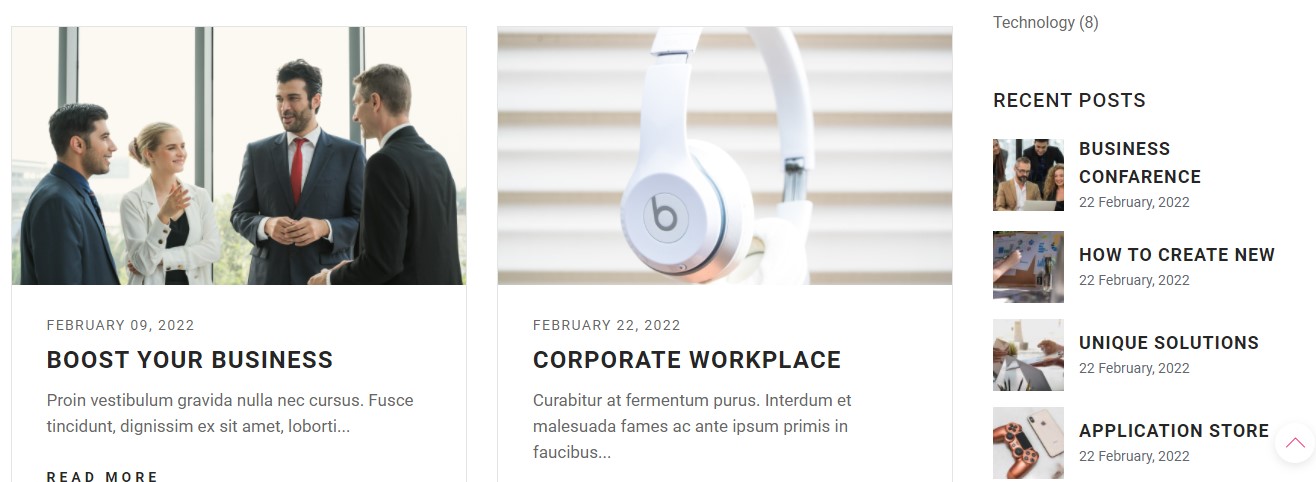 Technology (8)
FEBRUARY 09, 2022
BOOST YOUR BUSINESS
Proin vestibulum gravida nulla nec cursus. Fusce
tincidunt, dignissim ex sit amet, loborti...
READ MORE
b
FEBRUARY 22, 2022
CORPORATE WORKPLACE
Curabitur at fermentum purus. Interdum et
malesuada fames ac ante ipsum primis in
faucibus...
RECENT POSTS
BUSINESS
CONFARENCE
22 February, 2022
HOW TO CREATE NEW
22 February, 2022
UNIQUE SOLUTIONS
22 February, 2022
APPLICATION STORE
22 February, 2022